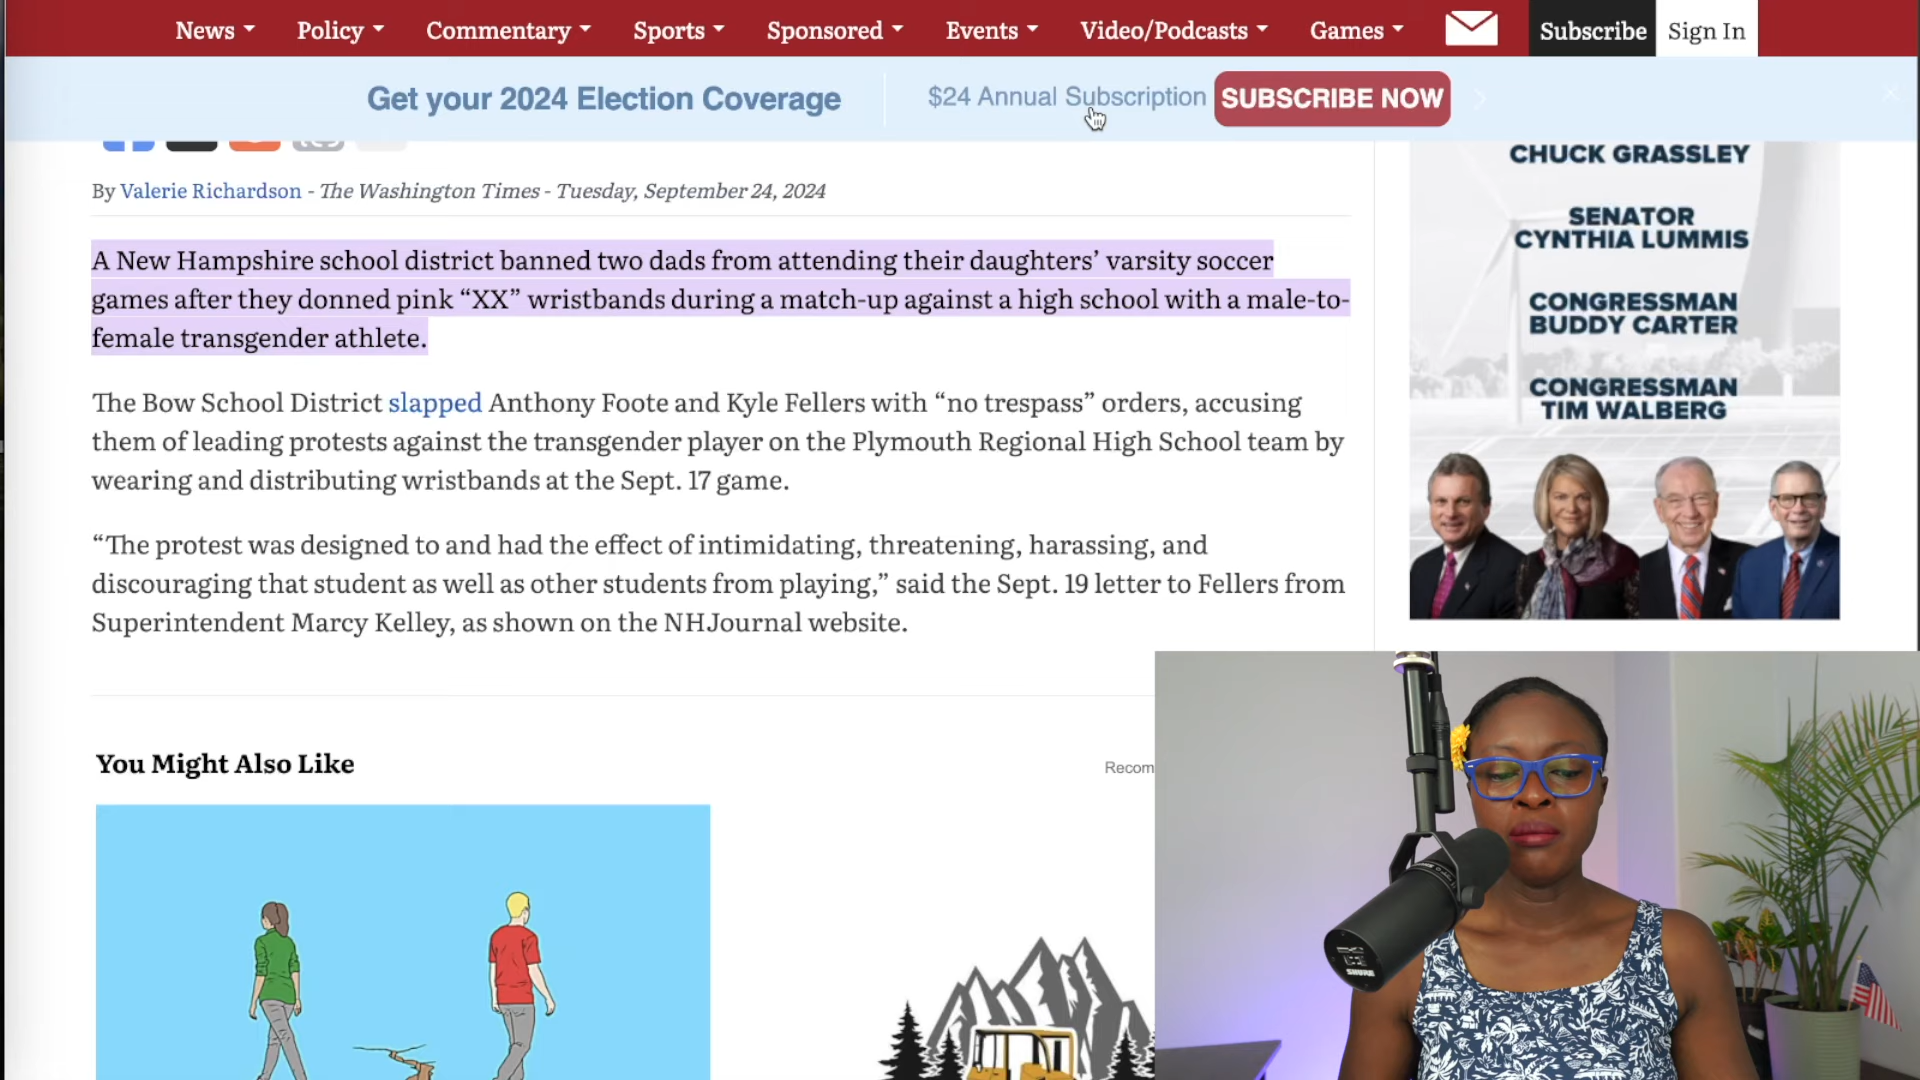 News Policy Commentary Sports Sponsored Events Video/Podcasts Games Subscribe Sign In
Get your 2024 Election Coverage $24 Annual Subscription SUBSCRIBE NOW
By Valerie Richardson - The Washington Times - Tuesday, September 24, 2024
A New Hampshire school district banned two dads from attending their daughters’ varsity soccer
games after they donned pink “XX” wristbands during a match-up against a high school with a male-to-
female transgender athlete.
The Bow School District slapped Anthony Foote and Kyle Fellers with “no trespass” orders, accusing
them of leading protests against the transgender player on the Plymouth Regional High School team by
wearing and distributing wristbands at the Sept. 17 game.
“The protest was designed to and had the effect of intimidating, threatening, harassing, and
discouraging that student as well as other students from playing,” said the Sept. 19 letter to Fellers from
Superintendent Marcy Kelley, as shown on the NHJournal website.
CHUCK GRASSLEY
SENATOR
CYNTHIA LUMMIS
CONGRESSMAN
BUDDY CARTER
CONGRESSMAN
TIM WALBERG
You Might Also Like
Recom
SHURE